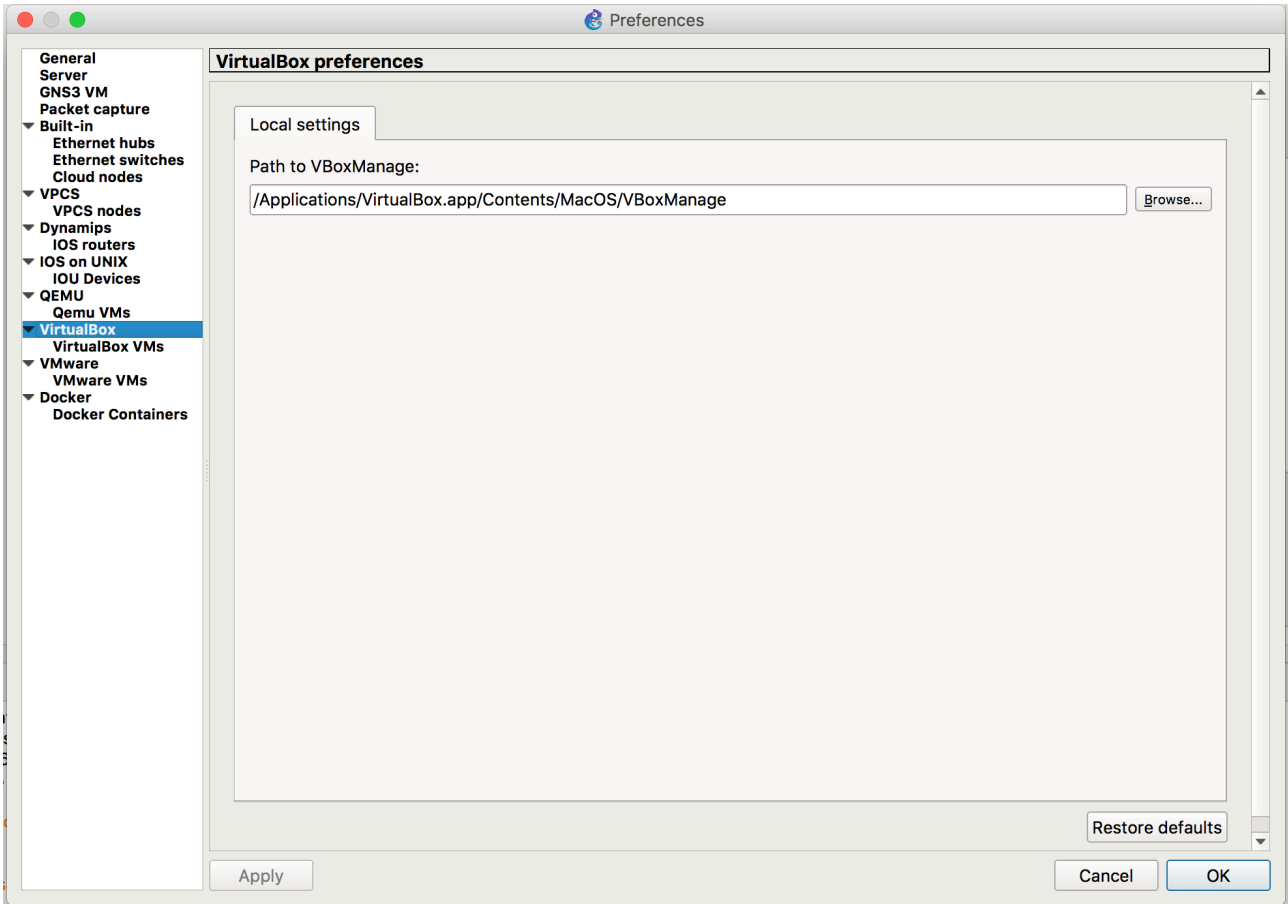 Preferences
General
Server
GNS3 VM
Packet capture
Built-in
Ethernet hubs
Ethernet switches
Cloud nodes
VPCS
VPCS nodes
Dynamips
IOS routers
IOS on UNIX
IOU Devices
QEMU
Qemu VMs
VirtualBox
VirtualBox VMs
VMware
VMware VMs
Docker
Docker Containers
VirtualBox preferences
Local settings
Path to VBoxManage:
/Applications/VirtualBox.app/Contents/MacOS/VBoxManage
Browse...
Restore defaults
Apply
Cancel
OK